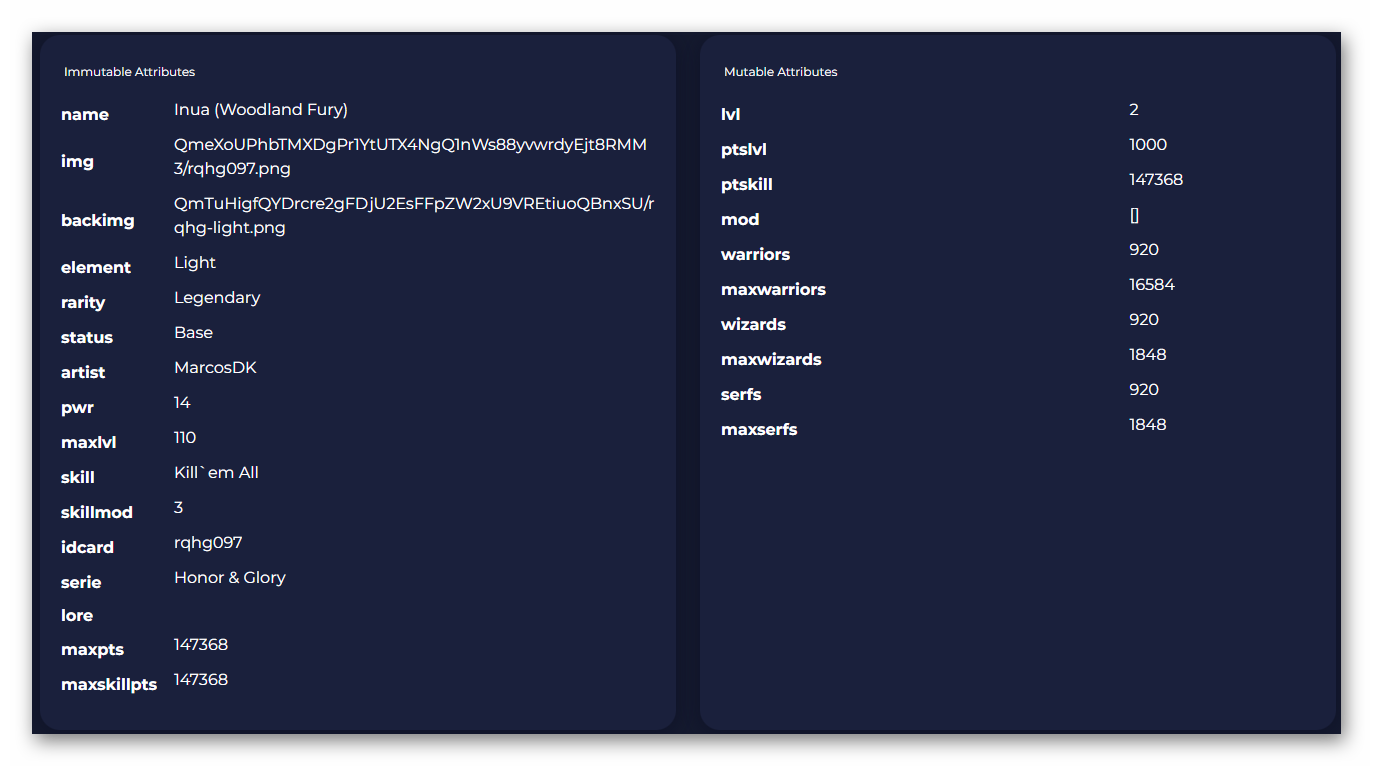 Immutable Attributes
name Inua (Woodland Fury)
img QmeXoUPhbTMXDgPr1YtUTX4NgQ1nWs88yvwrdyEjt8RMM
3/rqhg097.png
backimg QmTuHigfQYDrcre2gFDjU2EsFFpZW2xU9VREtiuoQBnxSU/r
qhg-light.png
element Light
rarity Legendary
status Base
artist MarcosDK
pwr 14
maxlvl 110
skill Kill`em All
skillmod 3
idcard rqhg097
serie Honor & Glory
lore
maxpts 147368
maxskillpts 147368
Mutable Attributes
lvl 2
ptslvl 1000
ptskill 147368
mod []
warriors 920
maxwarriors 16584
wizards 920
maxwizards 1848
serfs 920
maxserfs 1848